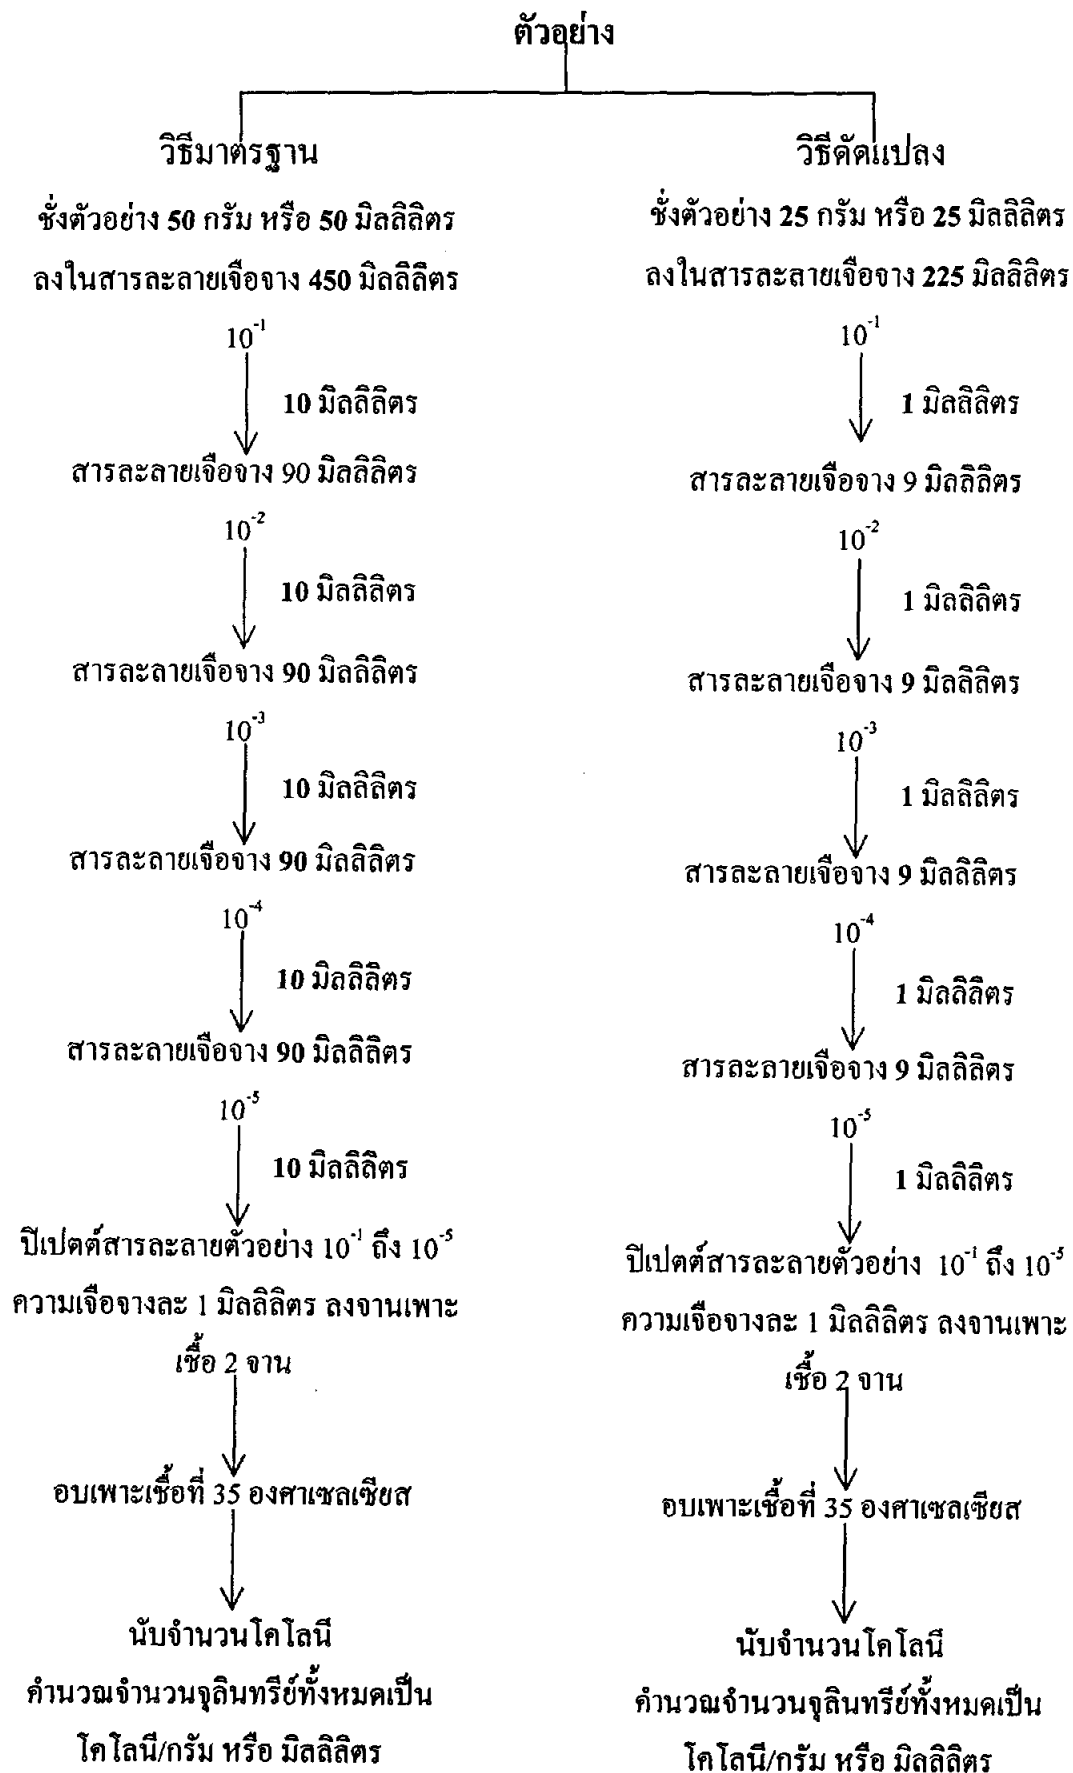 ตัวอย่าง
วิธีมาตรฐาน
ชั่งตัวอย่าง 50 กรัม หรือ 50 มิลลิลิตร
ลงในสารละลายเจือจาง 450 มิลลิลิตร
10⁻¹
10 มิลลิลิตร
สารละลายเจือจาง 90 มิลลิลิตร
10⁻²
10 มิลลิลิตร
สารละลายเจือจาง 90 มิลลิลิตร
10⁻³
10 มิลลิลิตร
สารละลายเจือจาง 90 มิลลิลิตร
10⁻⁴
10 มิลลิลิตร
สารละลายเจือจาง 90 มิลลิลิตร
10⁻⁵
10 มิลลิลิตร
ปิเปตต์สารละลายตัวอย่าง 10⁻¹ ถึง 10⁻⁵
ความเจือจางละ 1 มิลลิลิตร ลงจานเพาะ
เชื้อ 2 จาน
อบเพาะเชื้อที่ 35 องศาเซลเซียส
นับจำนวนโคโลนี
คำนวณจำนวนจุลินทรีย์ทั้งหมดเป็น
โคโลนี/กรัม หรือ มิลลิลิตร
วิธีดัดแปลง
ชั่งตัวอย่าง 25 กรัม หรือ 25 มิลลิลิตร
ลงในสารละลายเจือจาง 225 มิลลิลิตร
10⁻¹
1 มิลลิลิตร
สารละลายเจือจาง 9 มิลลิลิตร
10⁻²
1 มิลลิลิตร
สารละลายเจือจาง 9 มิลลิลิตร
10⁻³
1 มิลลิลิตร
สารละลายเจือจาง 9 มิลลิลิตร
10⁻⁴
1 มิลลิลิตร
สารละลายเจือจาง 9 มิลลิลิตร
10⁻⁵
1 มิลลิลิตร
ปิเปตต์สารละลายตัวอย่าง 10⁻¹ ถึง 10⁻⁵
ความเจือจางละ 1 มิลลิลิตร ลงจานเพาะ
เชื้อ 2 จาน
อบเพาะเชื้อที่ 35 องศาเซลเซียส
นับจำนวนโคโลนี
คำนวณจำนวนจุลินทรีย์ทั้งหมดเป็น
โคโลนี/กรัม หรือ มิลลิลิตร